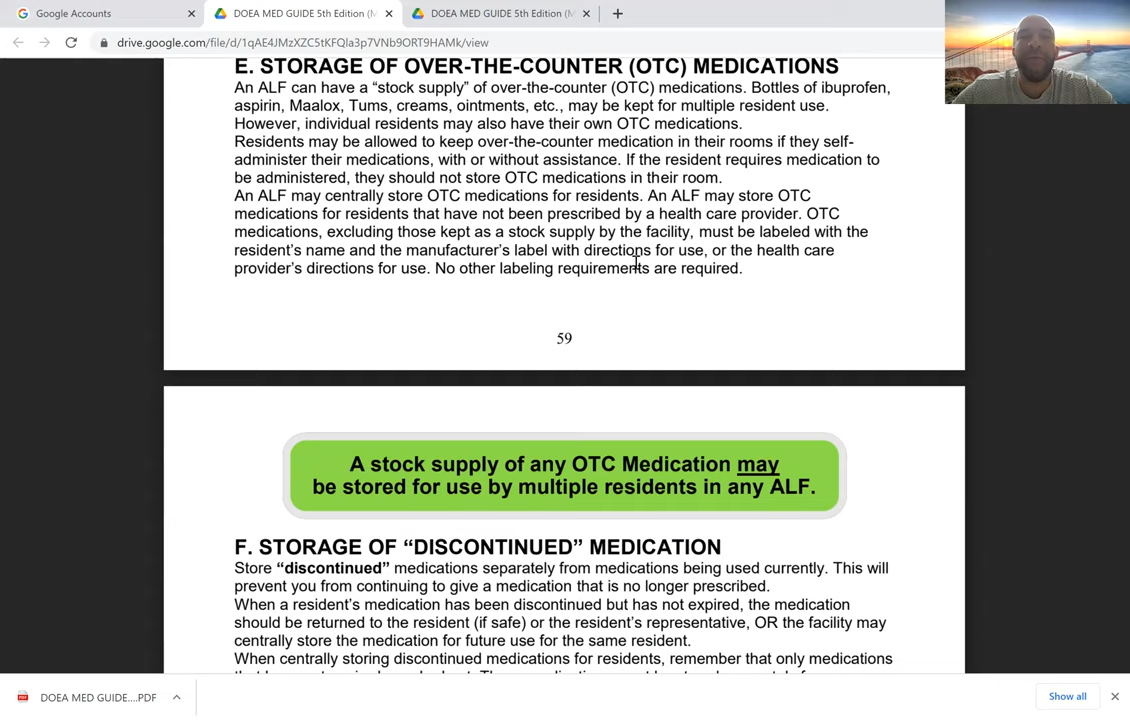 Google Accounts
DOEA MED GUIDE 5th Edition (M
DOEA MED GUIDE 5th Edition (M
drive.google.com/file/d/1qAE4JMzXZC5tKFQla3p7VNb9ORT9HAMk/view
E. STORAGE OF OVER-THE-COUNTER (OTC) MEDICATIONS
An ALF can have a “stock supply” of over-the-counter (OTC) medications. Bottles of ibuprofen,
aspirin, Maalox, Tums, creams, ointments, etc., may be kept for multiple resident use.
However, individual residents may also have their own OTC medications.
Residents may be allowed to keep over-the-counter medication in their rooms if they self-
administer their medications, with or without assistance. If the resident requires medication to
be administered, they should not store OTC medications in their room.
An ALF may centrally store OTC medications for residents. An ALF may store OTC
medications for residents that have not been prescribed by a health care provider. OTC
medications, excluding those kept as a stock supply by the facility, must be labeled with the
resident’s name and the manufacturer’s label with directions for use, or the health care
provider’s directions for use. No other labeling requirements are required.
59
A stock supply of any OTC Medication may
be stored for use by multiple residents in any ALF.
F. STORAGE OF “DISCONTINUED” MEDICATION
Store “discontinued” medications separately from medications being used currently. This will
prevent you from continuing to give a medication that is no longer prescribed.
When a resident’s medication has been discontinued but has not expired, the medication
should be returned to the resident (if safe) or the resident’s representative, OR the facility may
centrally store the medication for future use for the same resident.
When centrally storing discontinued medications for residents, remember that only medications
DOEA MED GUIDE....PDF
Show all